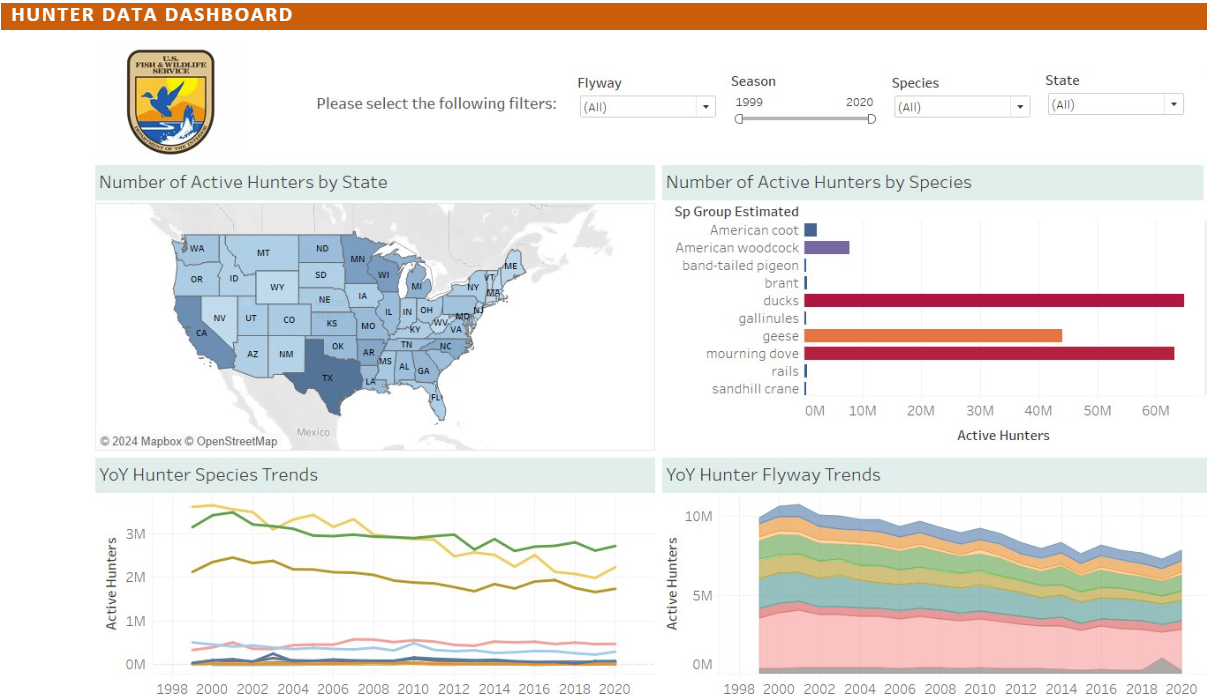 HUNTER DATA DASHBOARD
U.S.
FISH & WILDLIFE
SERVICE
DEPARTMENT OF THE INTERIOR
Please select the following filters:
Flyway
(All)
Season
1999 2020
Species
(All)
State
(All)
Number of Active Hunters by State
WA
MT
ND
MN
OR
ID
WY
SD
WI
MI
NY
VT
ME
MA
NE
IA
IL
IN
OH
NJ
NV
UT
CO
KS
MO
KY
WV
MD
VA
CA
AZ
NM
OK
AR
TN
NC
MS
AL
GA
TX
LA
FL
Mexico
© 2024 Mapbox © OpenStreetMap
Number of Active Hunters by Species
Sp Group Estimated
American coot
American woodcock
band-tailed pigeon
brant
ducks
gallinules
geese
mourning dove
rails
sandhill crane
0M 10M 20M 30M 40M 50M 60M
Active Hunters
YoY Hunter Species Trends
Active Hunters
3M
2M
1M
0M
1998 2000 2002 2004 2006 2008 2010 2012 2014 2016 2018 2020
YoY Hunter Flyway Trends
Active Hunters
10M
5M
0M
1998 2000 2002 2004 2006 2008 2010 2012 2014 2016 2018 2020